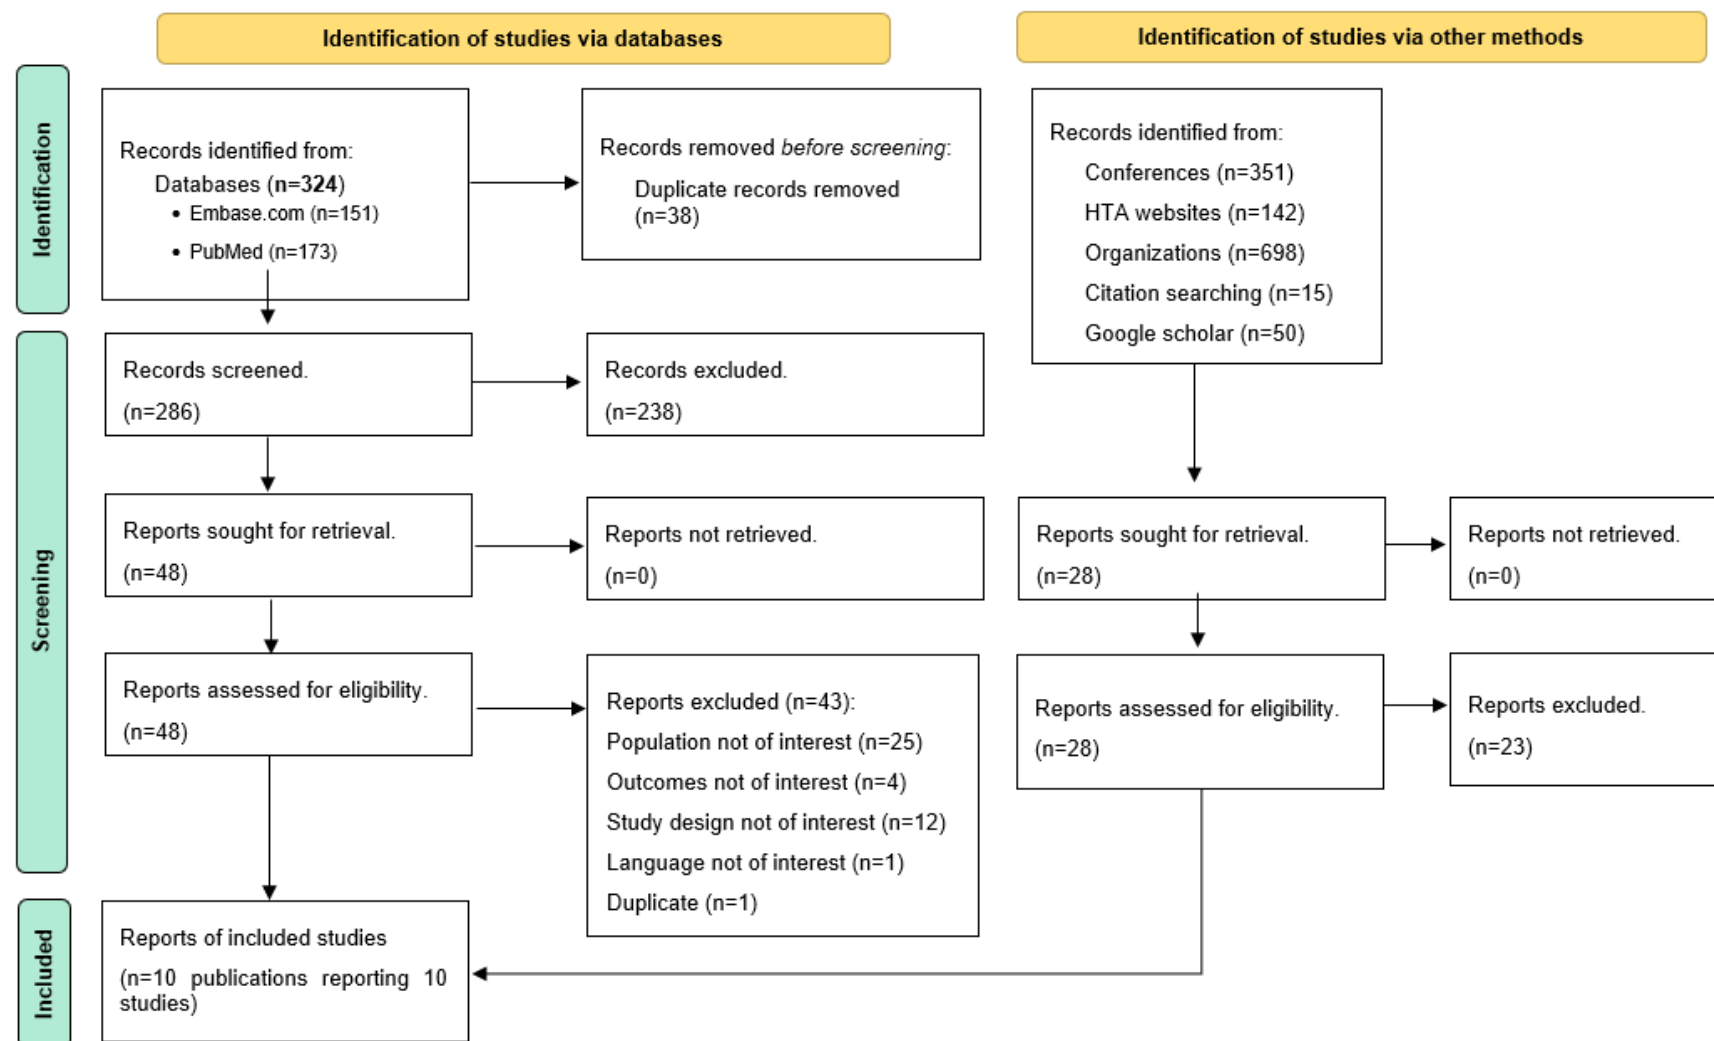 Identification of studies via databases
Identification of studies via other methods
Identification
Records identified from:
Databases (n=324)
• Embase.com (n=151)
• PubMed (n=173)
Records removed before screening:
Duplicate records removed
(n=38)
Records identified from:
Conferences (n=351)
HTA websites (n=142)
Organizations (n=698)
Citation searching (n=15)
Google scholar (n=50)
Screening
Records screened.
(n=286)
Records excluded.
(n=238)
Reports sought for retrieval.
(n=48)
Reports not retrieved.
(n=0)
Reports sought for retrieval.
(n=28)
Reports not retrieved.
(n=0)
Reports assessed for eligibility.
(n=48)
Reports excluded (n=43):
Population not of interest (n=25)
Outcomes not of interest (n=4)
Study design not of interest (n=12)
Language not of interest (n=1)
Duplicate (n=1)
Reports assessed for eligibility.
(n=28)
Reports excluded.
(n=23)
Included
Reports of included studies
(n=10 publications reporting 10
studies)